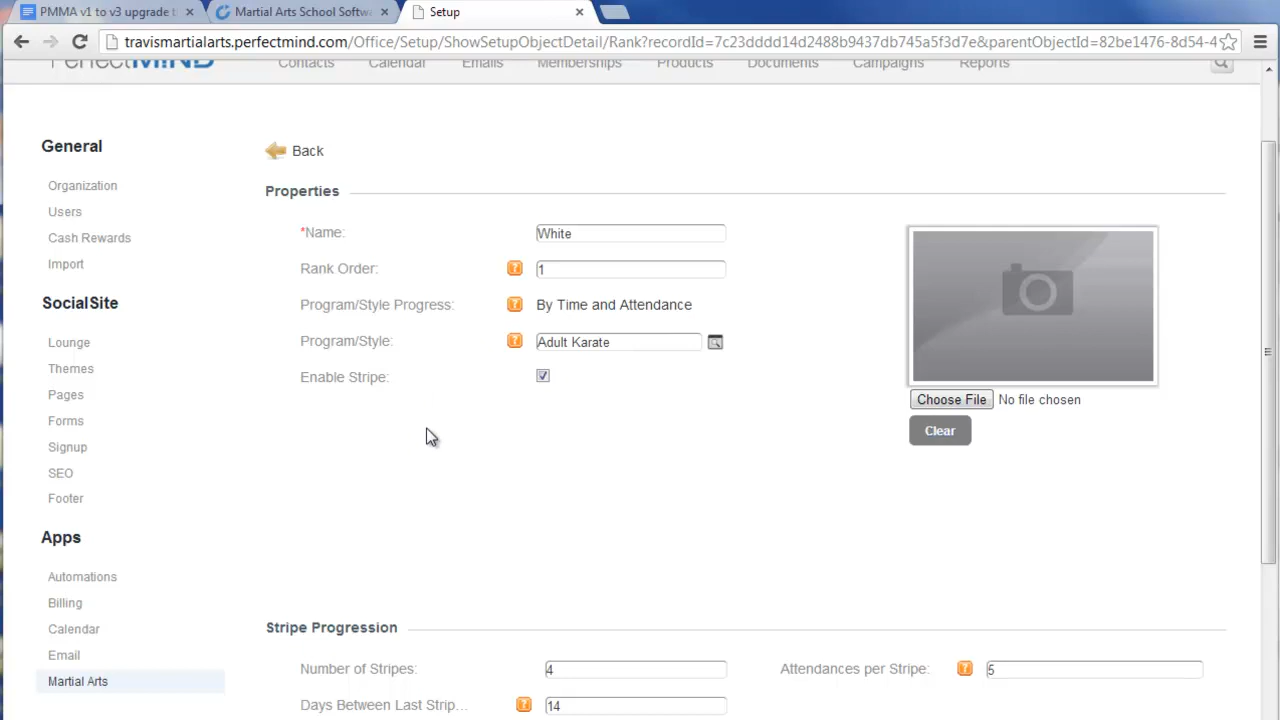 PMMA v1 to v3 upgrade t
Martial Arts School Softwa
Setup
travismartialarts.perfectmind.com/Office/Setup/ShowSetupObjectDetail/Rank?recordId=7c23dddd14d2488b9437db745a5f3d7e&parentObjectId=82be1476-8d54-4
PerfectMIND
Contacts Calendar Emails Memberships Products Documents Campaigns Reports
General
Organization
Users
Cash Rewards
Import
SocialSite
Lounge
Themes
Pages
Forms
Signup
SEO
Footer
Apps
Automations
Billing
Calendar
Email
Martial Arts
Back
Properties
*Name: White
Rank Order: ? 1
Program/Style Progress: ? By Time and Attendance
Program/Style: ? Adult Karate
Enable Stripe:
Choose File No file chosen
Clear
Stripe Progression
Number of Stripes: 4 Attendances per Stripe: ? 5
Days Between Last Strip... ? 14